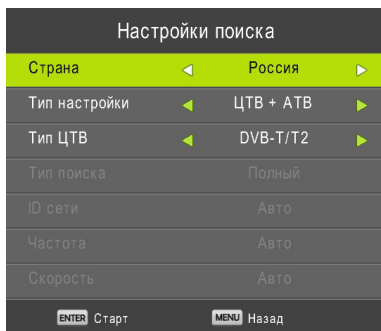 Настройки поиска
Страна Россия
Тип настройки ЦТВ + АТВ
Тип ЦТВ DVB-T/T2
Тип поиска Полный
ID сети Авто
Частота Авто
Скорость Авто
ENTER Старт MENU Назад